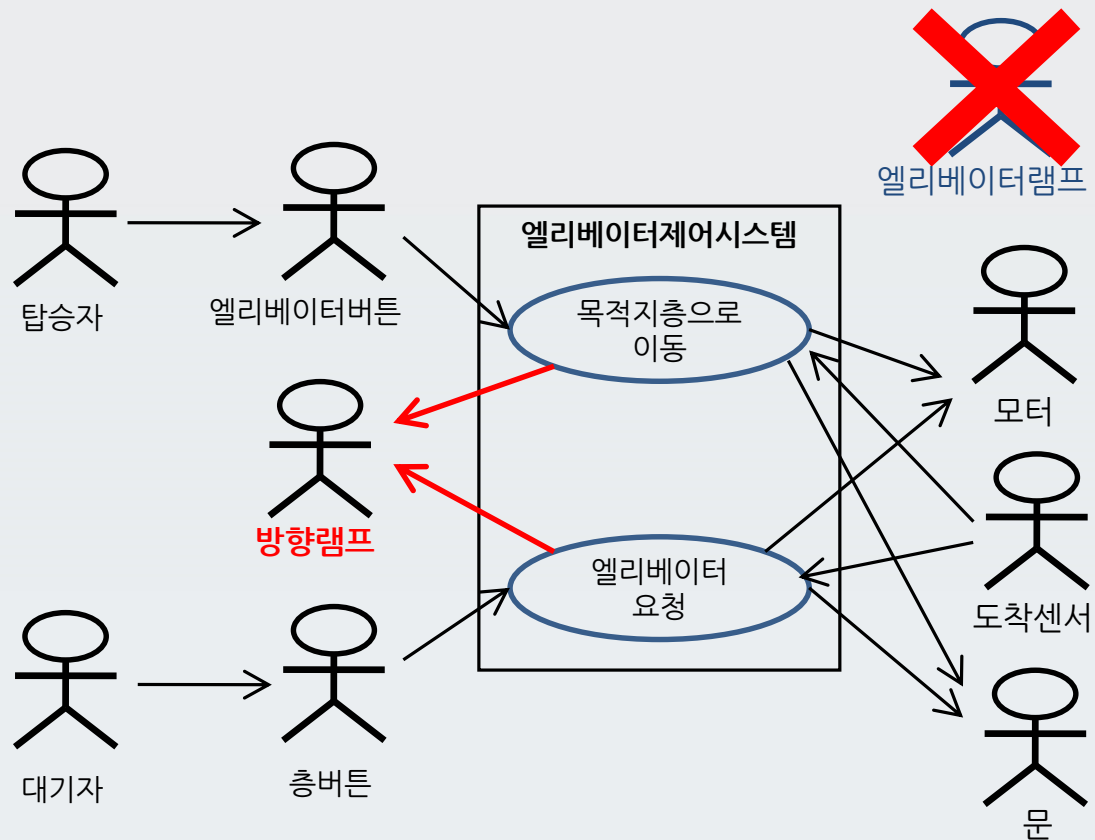 엘리베이터램프
엘리베이터제어시스템
탑승자
엘리베이터버튼
목적지층으로
이동
모터
방향램프
엘리베이터
요청
도착센서
대기자
층버튼
문